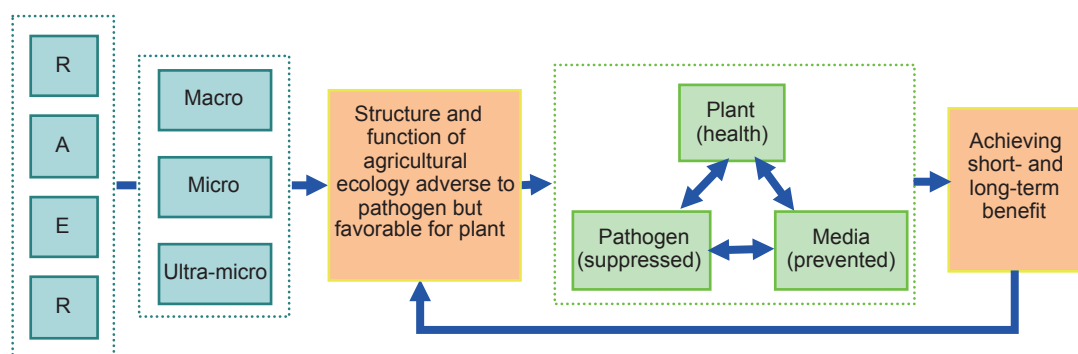 R
A
E
R
Macro
Micro
Ultra-micro
Structure and
function of
agricultural
ecology adverse to
pathogen but
favorable for plant
Plant
(health)
Pathogen
(suppressed)
Media
(prevented)
Achieving
short- and
long-term
benefit